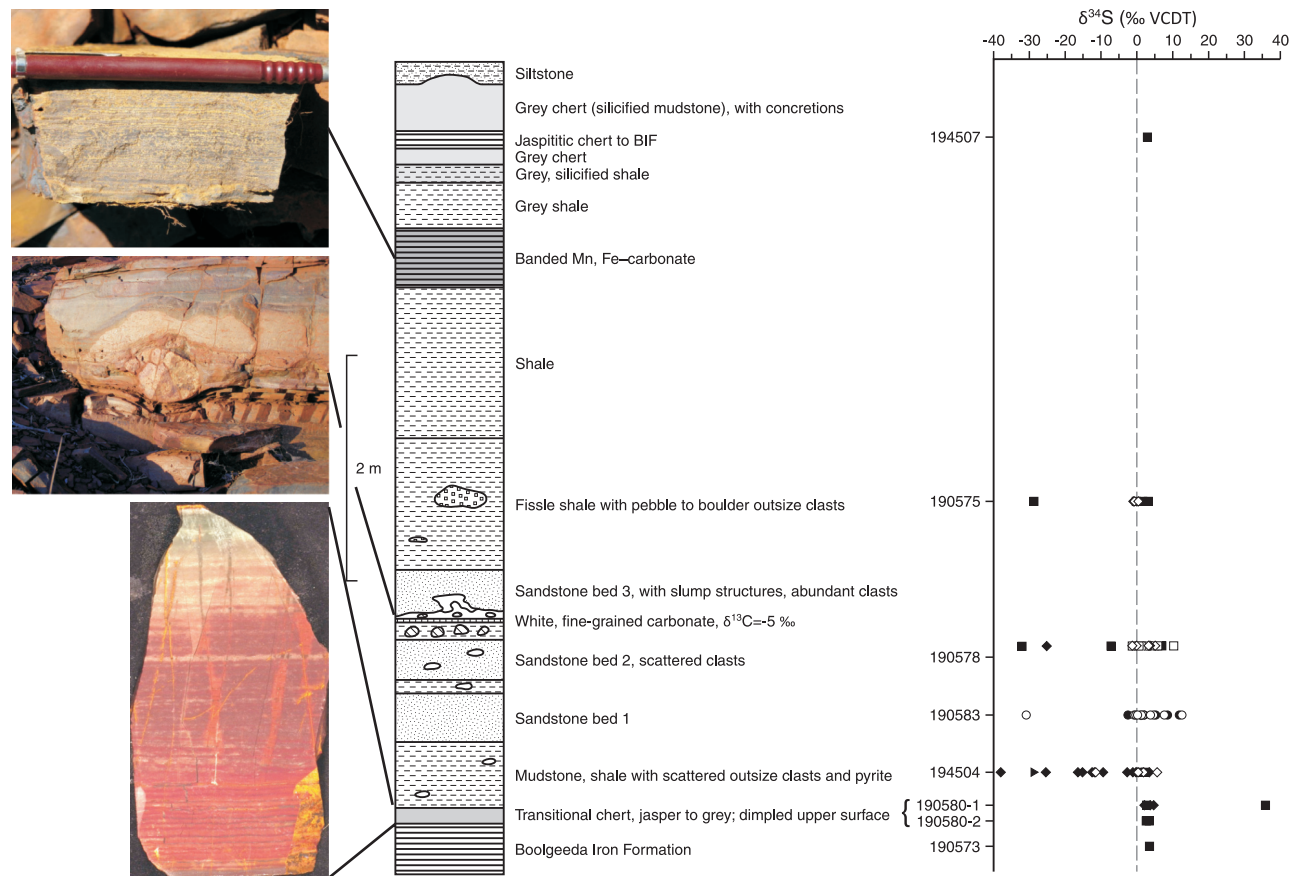 δ³⁴S (‰ VCDT)
-40 -30 -20 -10 0 10 20 30 40
Siltstone
Grey chert (silicified mudstone), with concretions
194507
Jaspititic chert to BIF
Grey chert
Grey, silicified shale
Grey shale
Banded Mn, Fe–carbonate
Shale
2 m
Fissle shale with pebble to boulder outsize clasts
190575
Sandstone bed 3, with slump structures, abundant clasts
White, fine-grained carbonate, δ¹³C=-5 ‰
Sandstone bed 2, scattered clasts
190578
Sandstone bed 1
190583
Mudstone, shale with scattered outsize clasts and pyrite
194504
Transitional chert, jasper to grey; dimpled upper surface {
190580-1
190580-2
Boolgeeda Iron Formation
190573